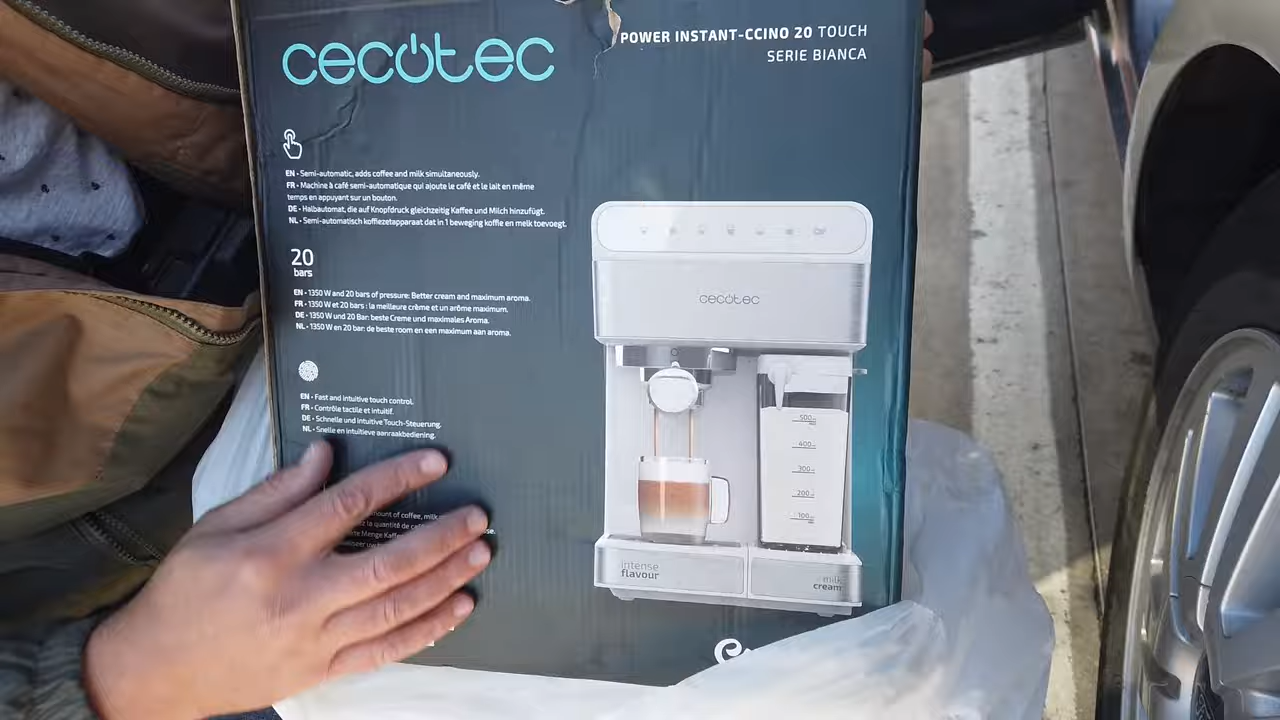 cecotec
POWER INSTANT-CCINO 20 TOUCH
SERIE BIANCA
EN • Semi-automatic, adds coffee and milk simultaneously.
FR • Machine à café semi-automatique qui ajoute le café et le lait en même
temps en appuyant sur un bouton.
DE • Halbautomat, die auf Knopfdruck gleichzeitig Kaffee und Milch hinzufügt.
NL • Semi-automatisch koffiezetapparaat dat in 1 beweging koffie en melk toevoegt.
20
bars
EN • 1350 W and 20 bars of pressure: Better cream and maximum aroma.
FR • 1350 W et 20 bars : la meilleure crème et un arôme maximum.
DE • 1350 W und 20 Bar: beste Creme und maximales Aroma.
NL • 1350 W en 20 bar: de beste room en een maximum aan aroma.
EN • Fast and intuitive touch control.
FR • Contrôle tactile et intuitif.
DE • Schnelle und intuitive Touch-Steuerung.
NL • Snelle en intuïtieve aanraakbediening.
of coffee, milk
la quantité de
Menge
cecotec
500
400
300
200
100
intense
flavour
milk
cream